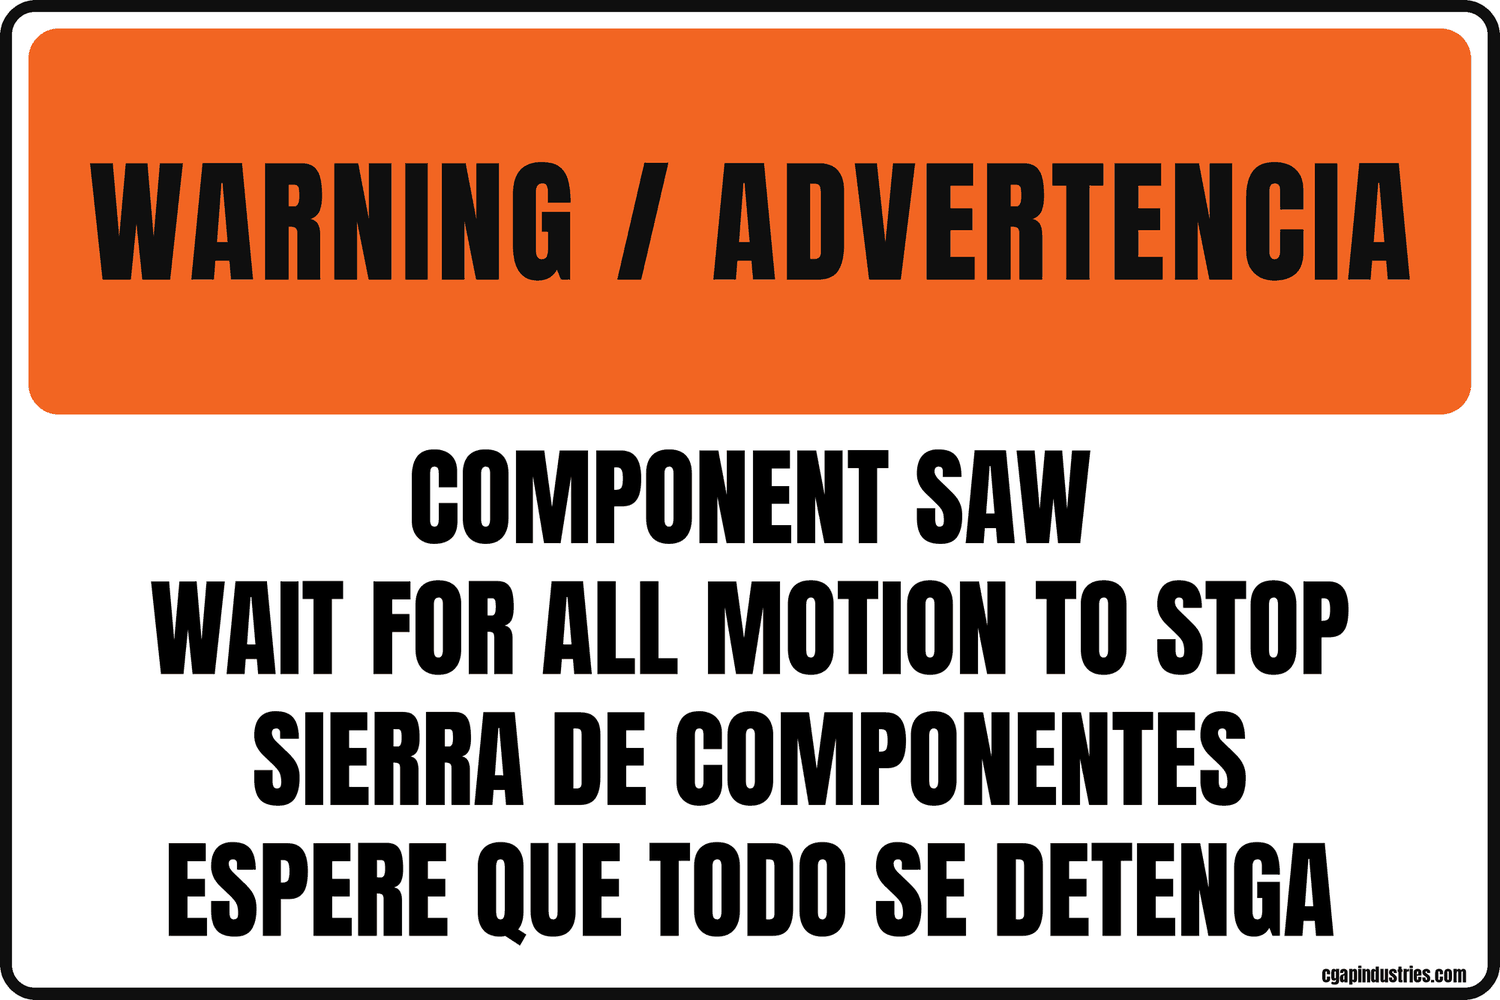 WARNING / ADVERTENCIA
COMPONENT SAW
WAIT FOR ALL MOTION TO STOP
SIERRA DE COMPONENTES
ESPERE QUE TODO SE DETENGA
cgapindustries.com